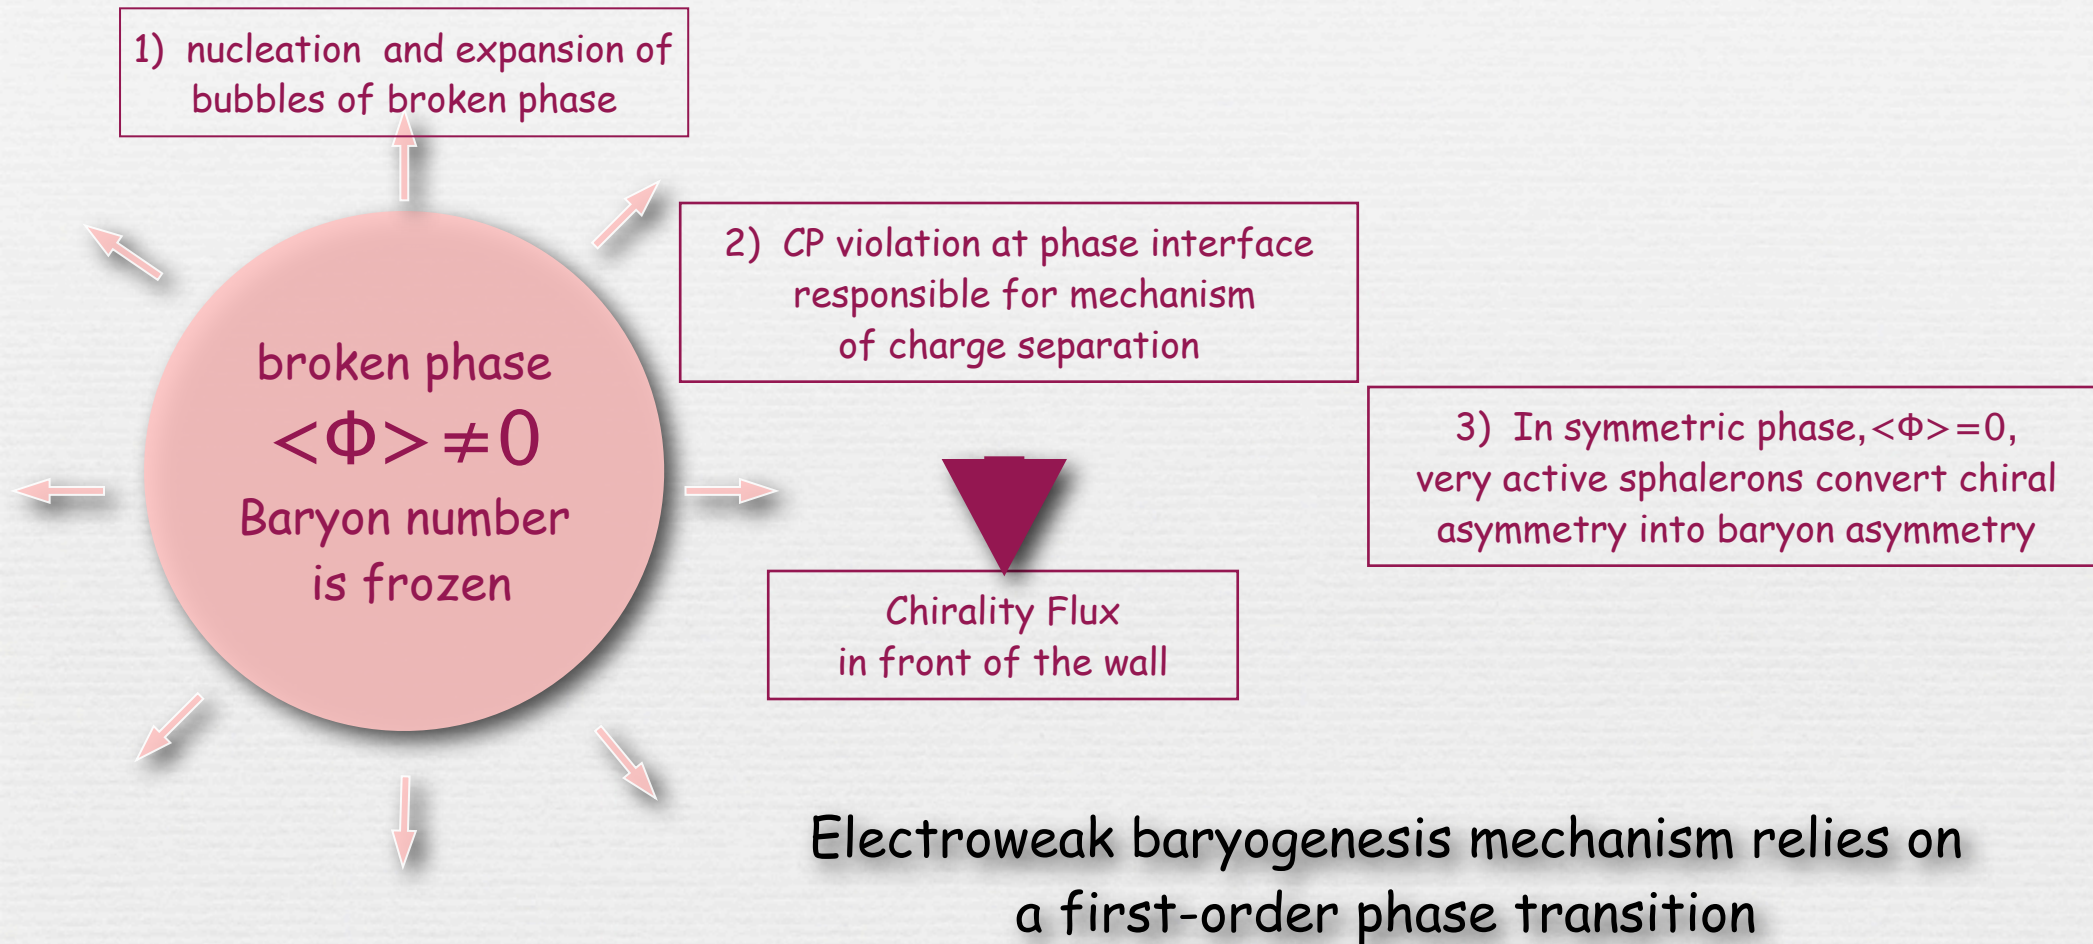 1) nucleation and expansion of
bubbles of broken phase
2) CP violation at phase interface
responsible for mechanism
of charge separation
broken phase
<Φ>≠0
Baryon number
is frozen
3) In symmetric phase,<Φ>=0,
very active sphalerons convert chiral
asymmetry into baryon asymmetry
Chirality Flux
in front of the wall
Electroweak baryogenesis mechanism relies on
a first-order phase transition